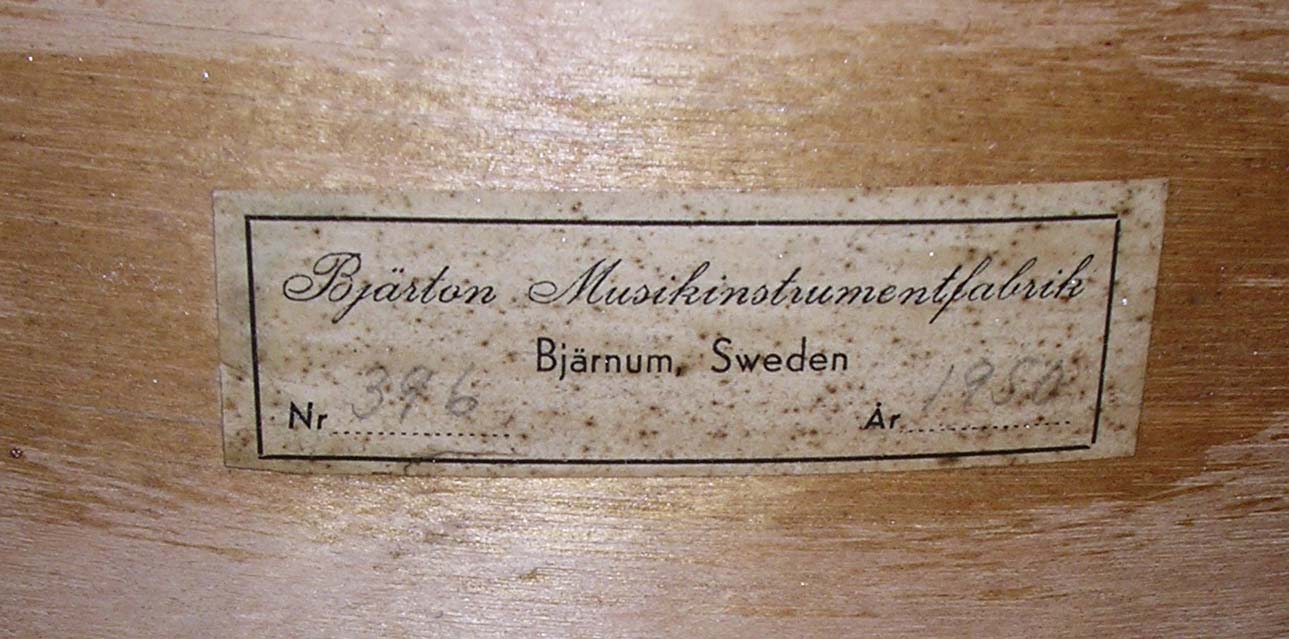 Bjärton Musikinstrumentfabrik
Bjärnum, Sweden
Nr 396 År 1950